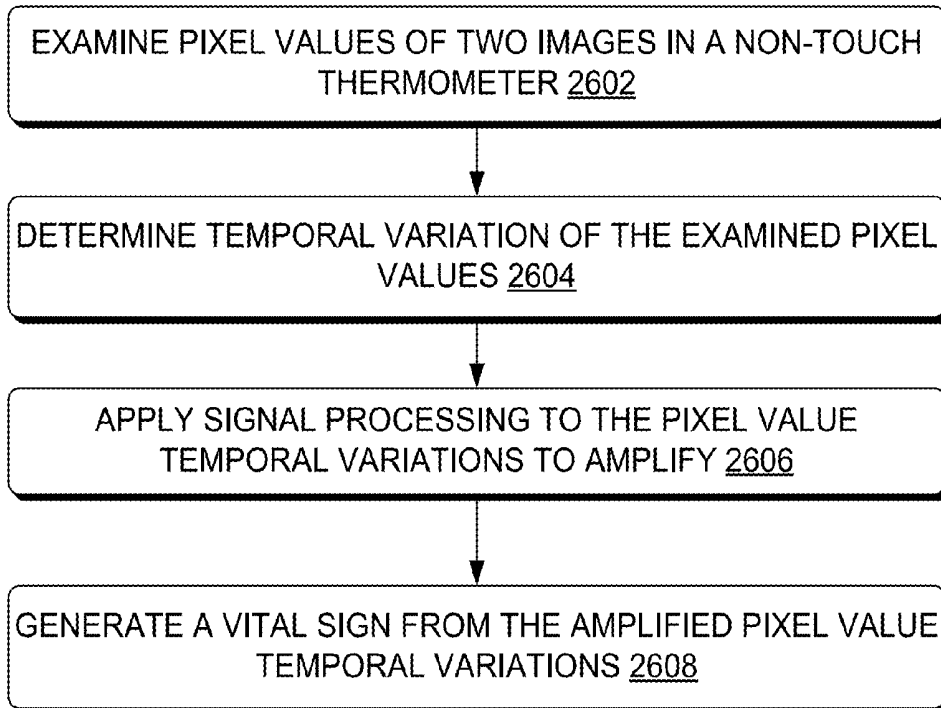 EXAMINE PIXEL VALUES OF TWO IMAGES IN A NON-TOUCH
THERMOMETER 2602
DETERMINE TEMPORAL VARIATION OF THE EXAMINED PIXEL
VALUES 2604
APPLY SIGNAL PROCESSING TO THE PIXEL VALUE
TEMPORAL VARIATIONS TO AMPLIFY 2606
GENERATE A VITAL SIGN FROM THE AMPLIFIED PIXEL VALUE
TEMPORAL VARIATIONS 2608